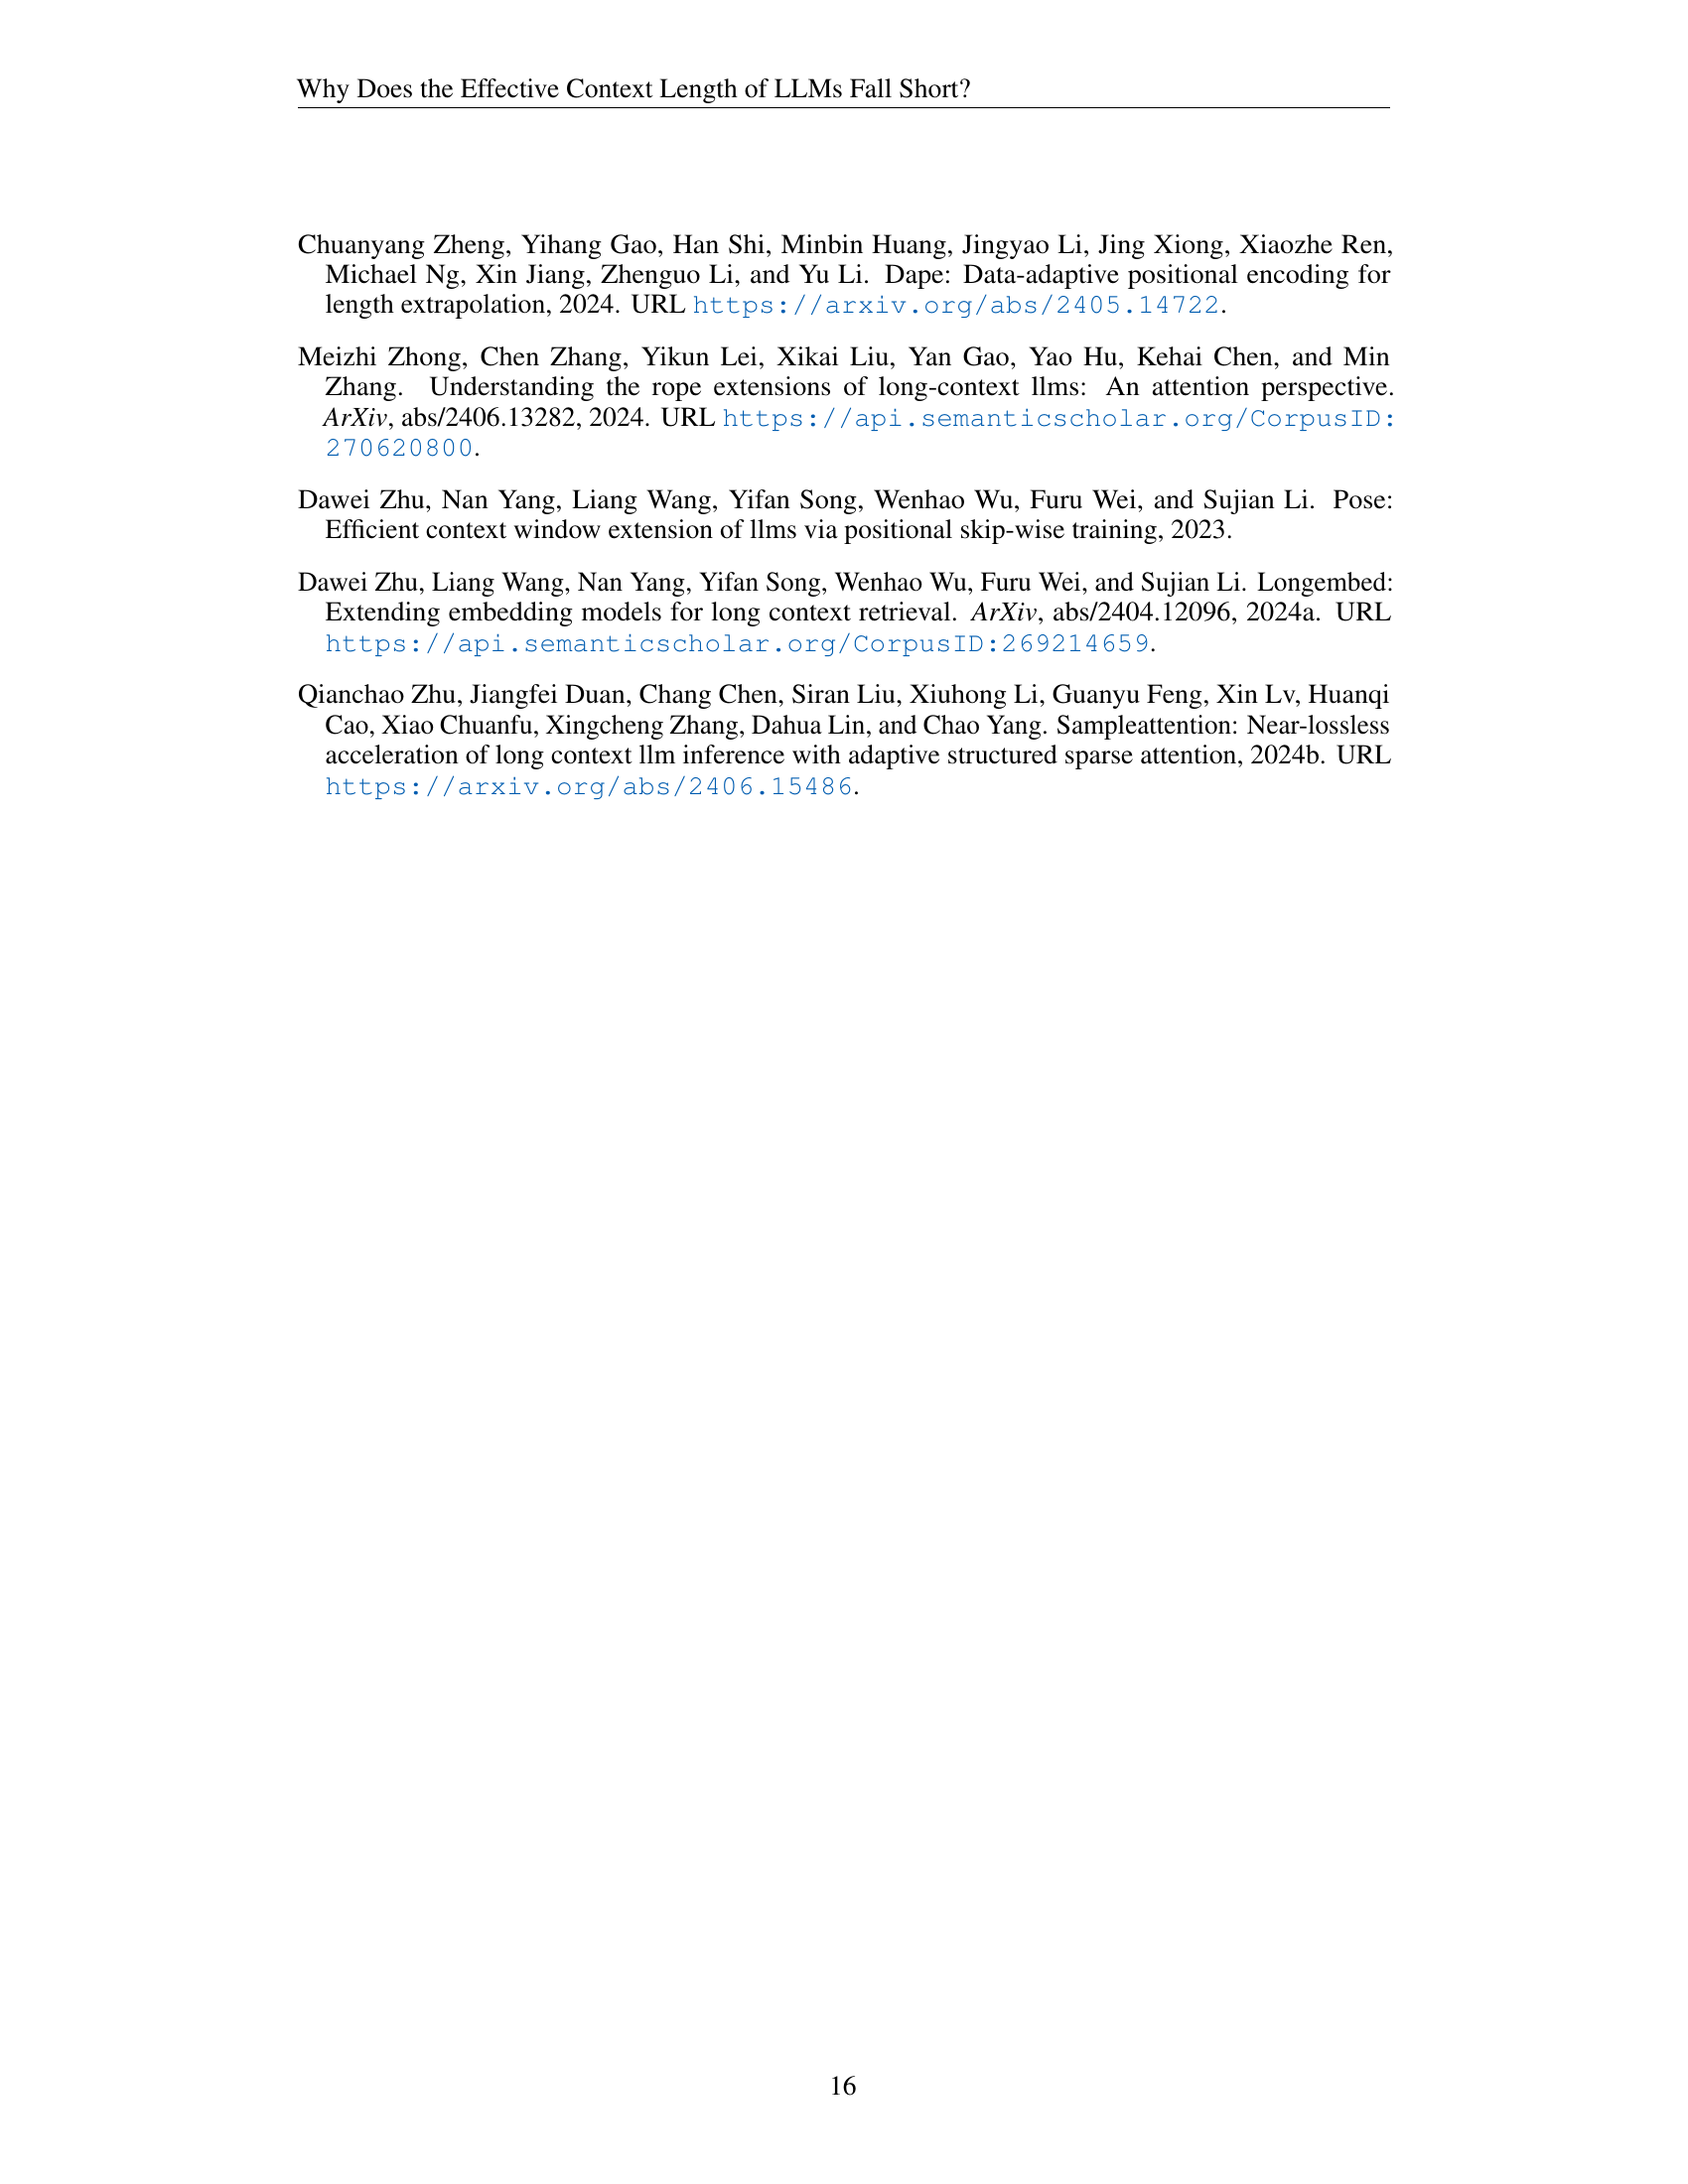 Why Does the Effective Context Length of LLMs Fall Short?
Chuanyang Zheng, Yihang Gao, Han Shi, Minbin Huang, Jingyao Li, Jing Xiong, Xiaozhe Ren,
Michael Ng, Xin Jiang, Zhenguo Li, and Yu Li. Dape: Data-adaptive positional encoding for
length extrapolation, 2024. URL https://arxiv.org/abs/2405.14722.
Meizhi Zhong, Chen Zhang, Yikun Lei, Xikai Liu, Yan Gao, Yao Hu, Kehai Chen, and Min
Zhang. Understanding the rope extensions of long-context llms: An attention perspective.
ArXiv, abs/2406.13282, 2024. URL https://api.semanticscholar.org/CorpusID:
270620800.
Dawei Zhu, Nan Yang, Liang Wang, Yifan Song, Wenhao Wu, Furu Wei, and Sujian Li. Pose:
Efficient context window extension of llms via positional skip-wise training, 2023.
Dawei Zhu, Liang Wang, Nan Yang, Yifan Song, Wenhao Wu, Furu Wei, and Sujian Li. Longembed:
Extending embedding models for long context retrieval. ArXiv, abs/2404.12096, 2024a. URL
https://api.semanticscholar.org/CorpusID:269214659.
Qianchao Zhu, Jiangfei Duan, Chang Chen, Siran Liu, Xiuhong Li, Guanyu Feng, Xin Lv, Huanqi
Cao, Xiao Chuanfu, Xingcheng Zhang, Dahua Lin, and Chao Yang. Sampleattention: Near-lossless
acceleration of long context llm inference with adaptive structured sparse attention, 2024b. URL
https://arxiv.org/abs/2406.15486.
16